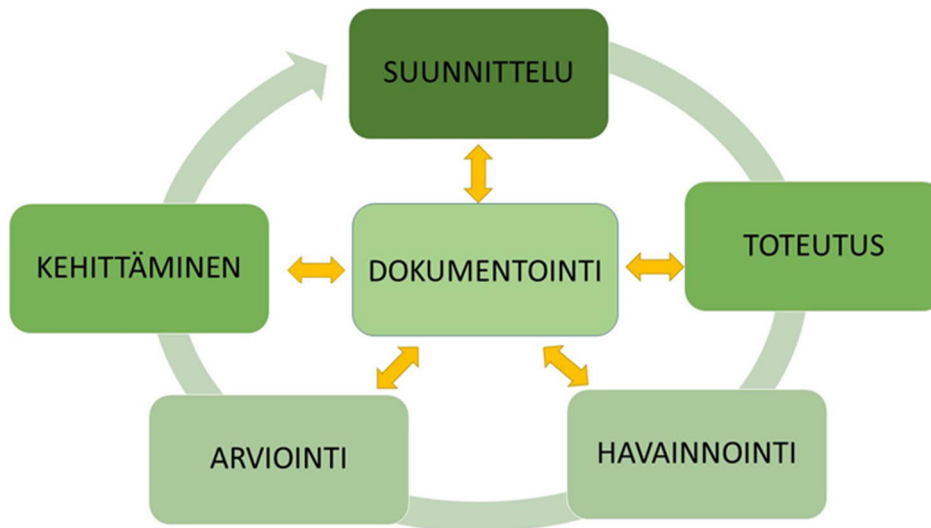 SUUNNITTELU
TOTEUTUS
KEHITTÄMINEN
DOKUMENTOINTI
ARVIOINTI
HAVAINNOINTI